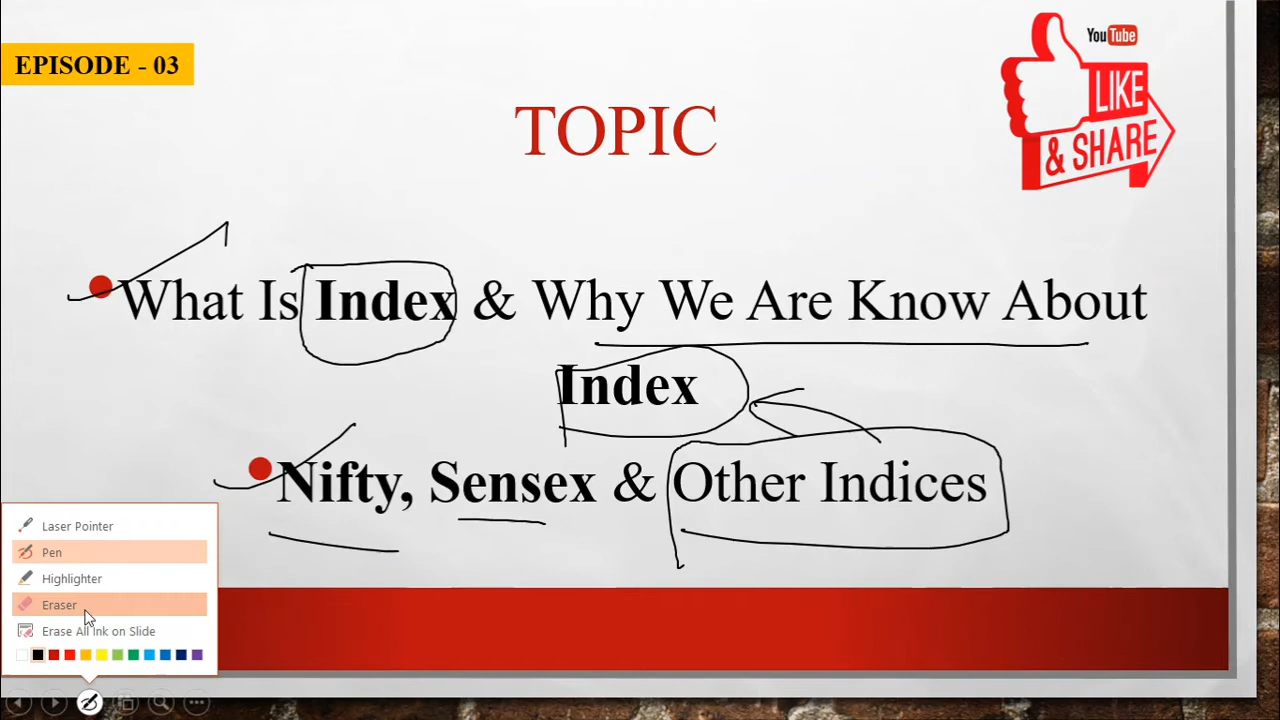 EPISODE - 03
YouTube
LIKE
& SHARE
TOPIC
What Is Index & Why We Are Know About
Index
Nifty, Sensex & Other Indices
Laser Pointer
Pen
Highlighter
Eraser
Erase All Ink on Slide